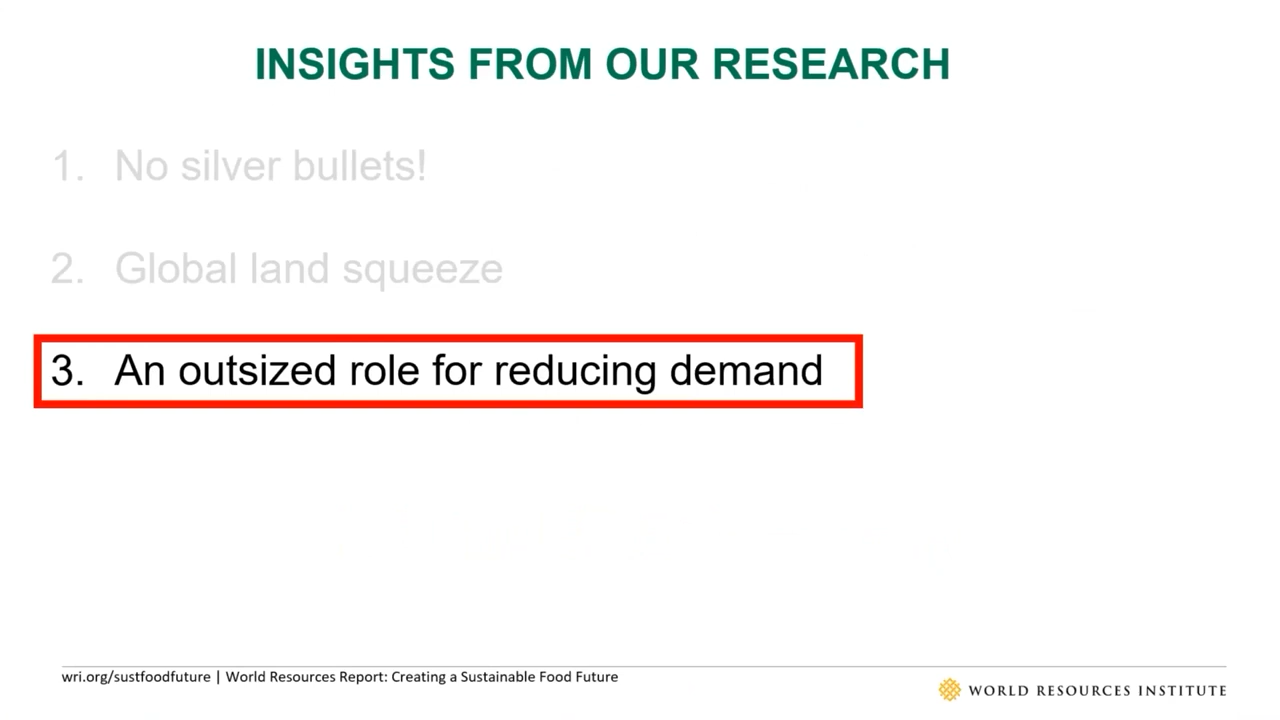 INSIGHTS FROM OUR RESEARCH
1. No silver bullets!
2. Global land squeeze
3. An outsized role for reducing demand
wri.org/sustfoodfuture | World Resources Report: Creating a Sustainable Food Future
WORLD RESOURCES INSTITUTE